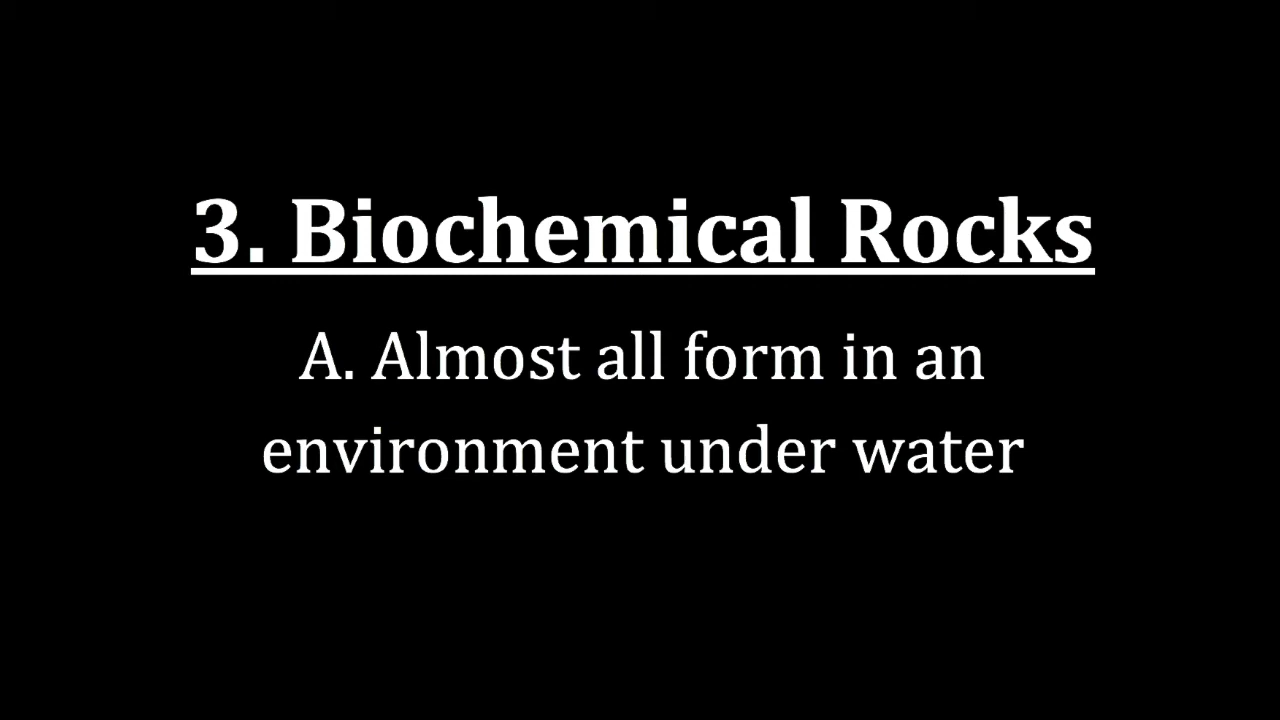 3. Biochemical Rocks
A. Almost all form in an
environment under water